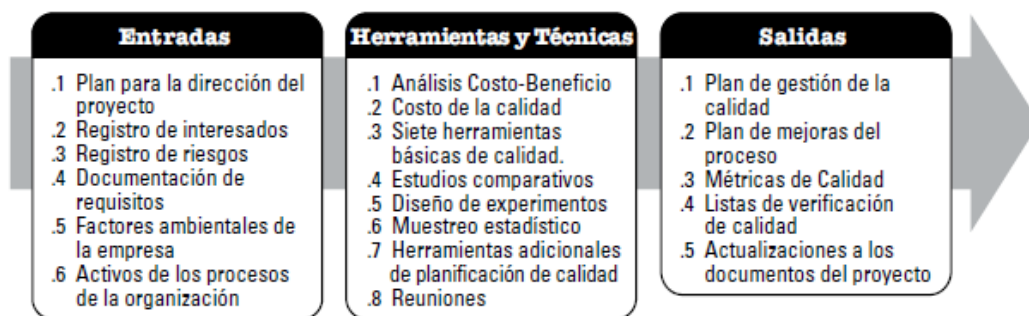 Entradas
.1 Plan para la dirección del
proyecto
.2 Registro de interesados
.3 Registro de riesgos
.4 Documentación de
requisitos
.5 Factores ambientales de
la empresa
.6 Activos de los procesos
de la organización
Herramientas y Técnicas
.1 Análisis Costo-Beneficio
.2 Costo de la calidad
.3 Siete herramientas
básicas de calidad.
.4 Estudios comparativos
.5 Diseño de experimentos
.6 Muestreo estadístico
.7 Herramientas adicionales
de planificación de calidad
.8 Reuniones
Salidas
.1 Plan de gestión de la
calidad
.2 Plan de mejoras del
proceso
.3 Métricas de Calidad
.4 Listas de verificación
de calidad
.5 Actualizaciones a los
documentos del proyecto